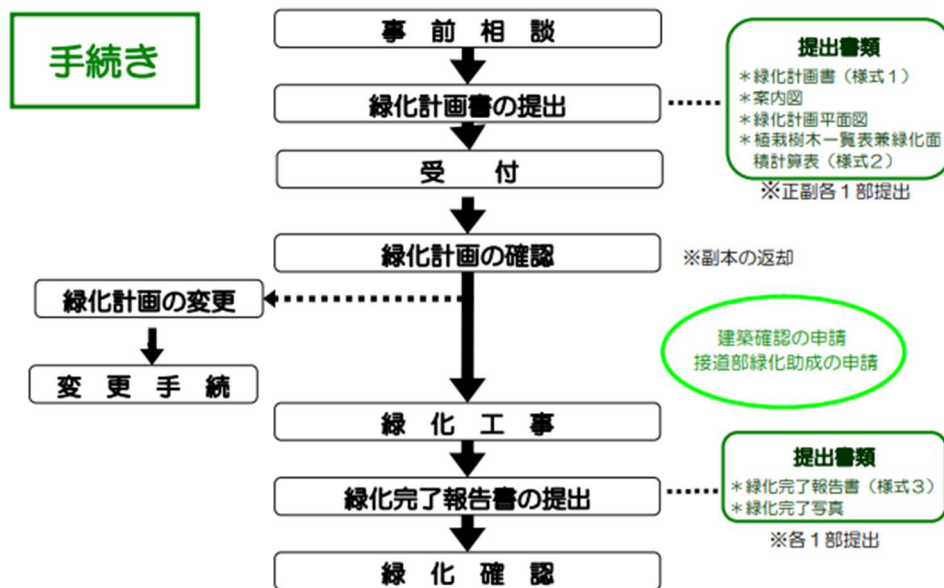 手続き
事前相談
緑化計画書の提出
提出書類
＊緑化計画書（様式１）
＊案内図
＊緑化計画平面図
＊植栽樹木一覧表兼緑化面
積計算表（様式２）
※正副各１部提出
受付
緑化計画の確認
※副本の返却
緑化計画の変更
変更手続
建築確認の申請
接道部緑化助成の申請
緑化工事
緑化完了報告書の提出
提出書類
＊緑化完了報告書（様式３）
＊緑化完了写真
※各１部提出
緑化確認